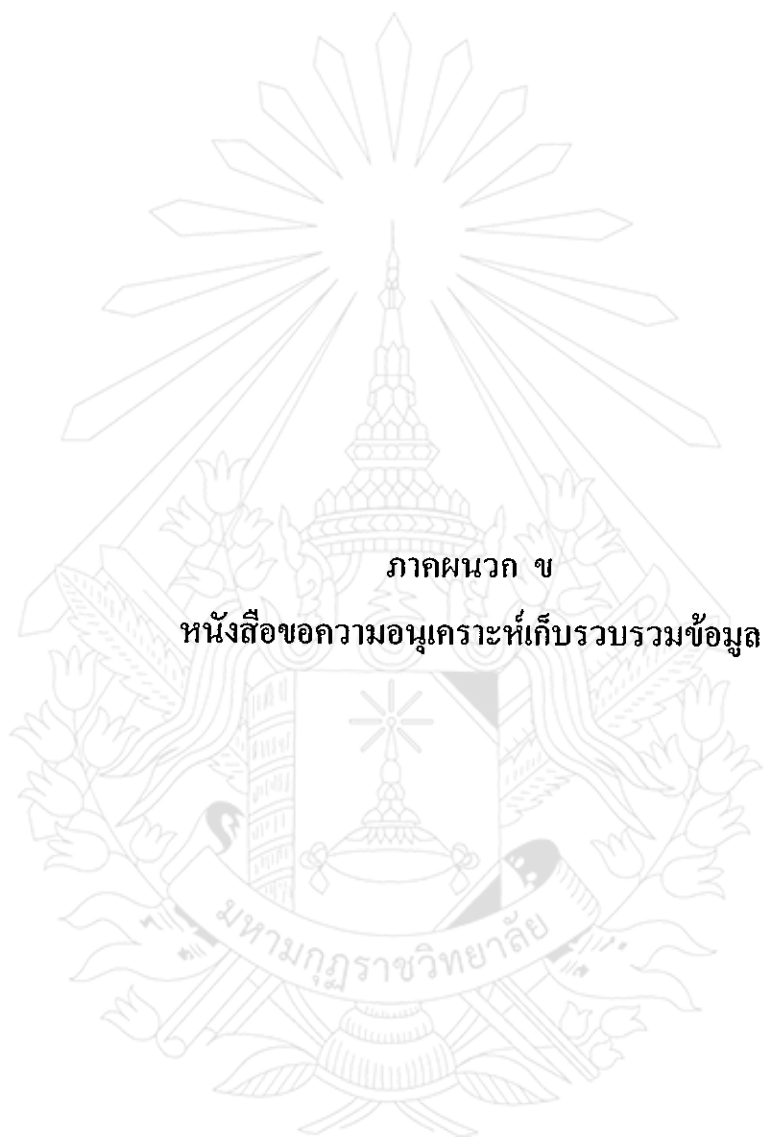 ภาคผนวก ข
หนังสือขอความอนุเคราะห์เก็บรวบรวมข้อมูล
มหามกุฏราชวิทยาลัย